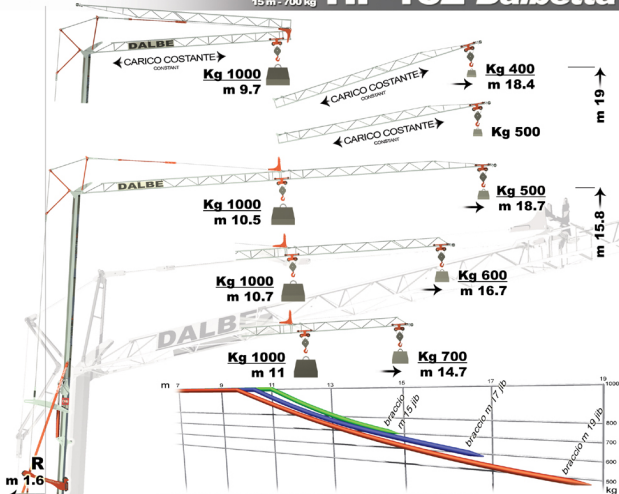 15 m - 700 kg
DALBE
CARICO COSTANTE
CONSTANT
Kg 1000
m 9.7
CARICO COSTANTE
CONSTANT
Kg 400
m 18.4
m 19
CARICO COSTANTE
CONSTANT
Kg 500
DALBE
Kg 1000
m 10.5
Kg 500
m 18.7
m 15.8
Kg 1000
m 10.7
Kg 600
m 16.7
DALBE
Kg 1000
m 11
Kg 700
m 14.7
m 7 9 11 13 15 17 19
1000
800
700
600
500
kg
braccio m 15 jib
braccio m 17 jib
braccio m 19 jib
R
m 1.6